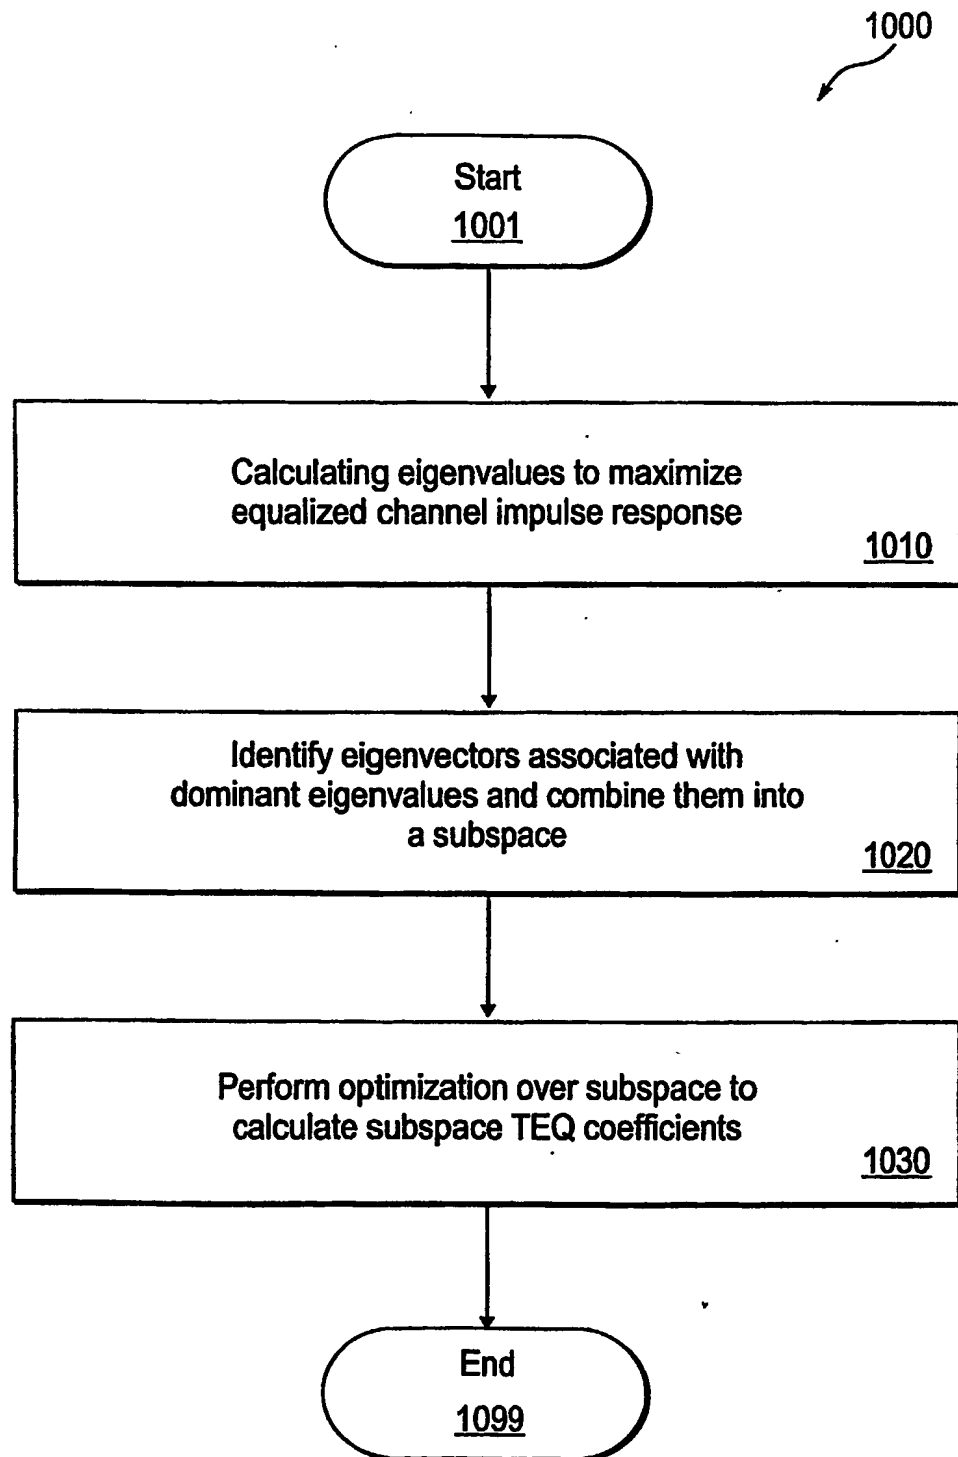 1000
Start
1001
Calculating eigenvalues to maximize
equalized channel impulse response
1010
Identify eigenvectors associated with
dominant eigenvalues and combine them into
a subspace
1020
Perform optimization over subspace to
calculate subspace TEQ coefficients
1030
End
1099